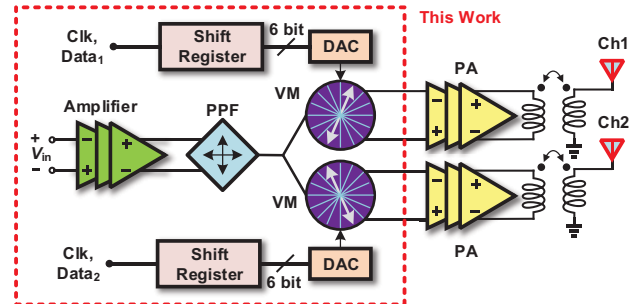 This Work
Clk,
Data1
Shift
Register
6 bit
DAC
Ch1
VM
PA
Amplifier
PPF
+
Vin
−
− +
+ −
− +
+ −
Ch2
− +
+ −
VM
PA
Clk,
Data2
Shift
Register
6 bit
DAC